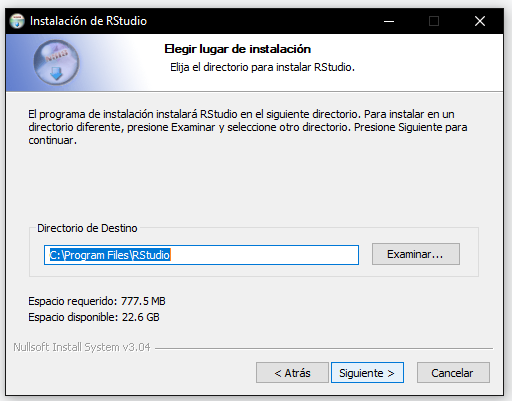 Instalación de RStudio
Elegir lugar de instalación
Elija el directorio para instalar RStudio.
El programa de instalación instalará RStudio en el siguiente directorio. Para instalar en un
directorio diferente, presione Examinar y seleccione otro directorio. Presione Siguiente para
continuar.
Directorio de Destino
C:\Program Files\RStudio
Examinar...
Espacio requerido: 777.5 MB
Espacio disponible: 22.6 GB
Nullsoft Install System v3.04
< Atrás
Siguiente >
Cancelar